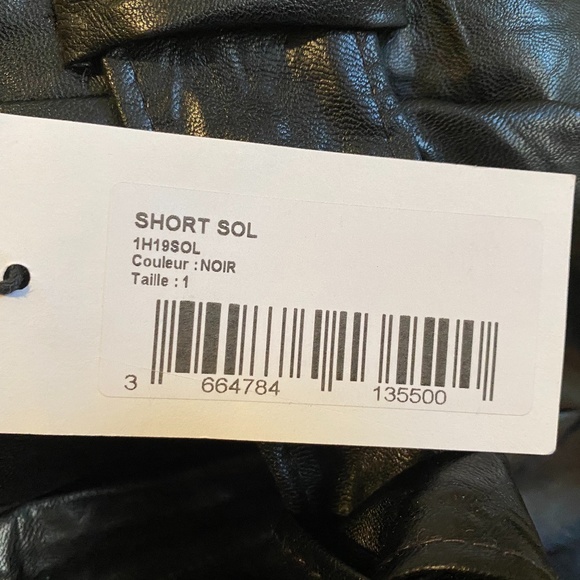 SHORT SOL
1H19SOL
Couleur : NOIR
Taille : 1
3 664784 135500